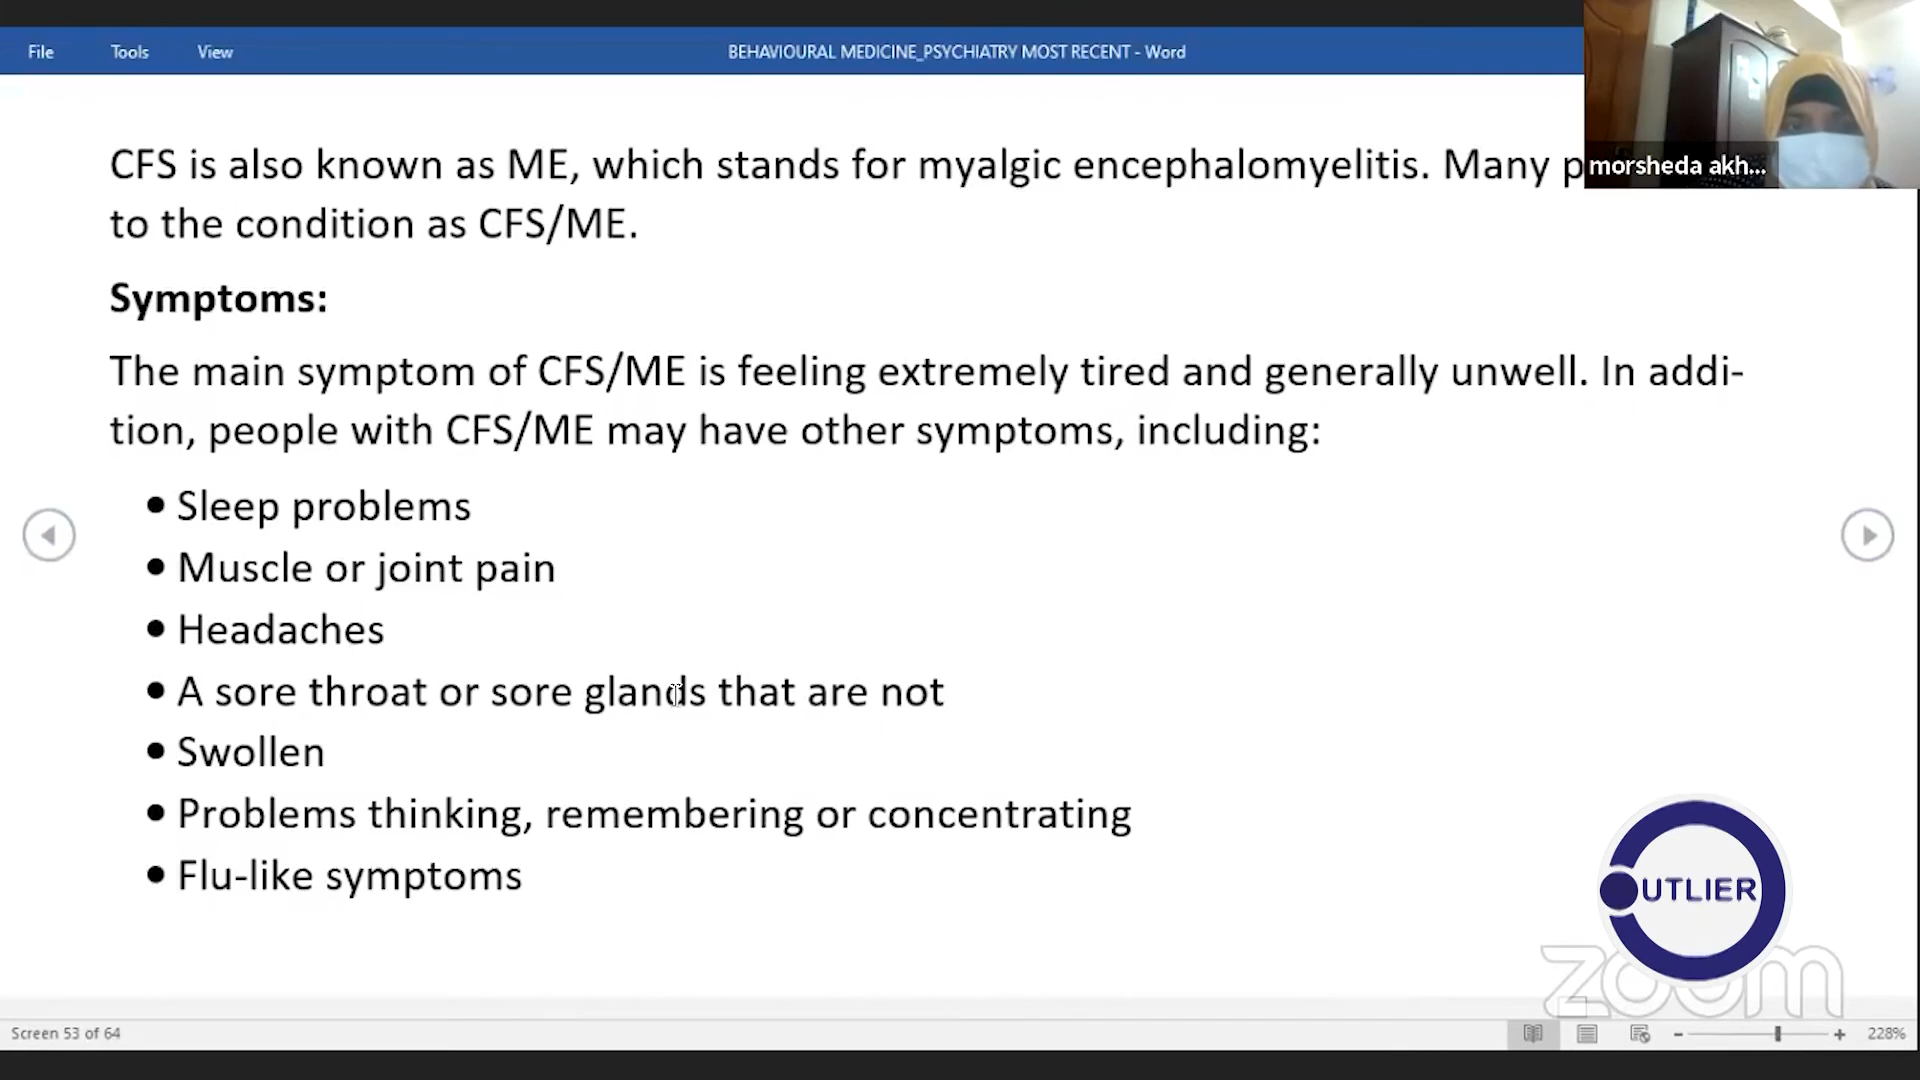 File Tools View BEHAVIOURAL MEDICINE_PSYCHIATRY MOST RECENT - Word
morsheda akh...
CFS is also known as ME, which stands for myalgic encephalomyelitis. Many
to the condition as CFS/ME.
Symptoms:
The main symptom of CFS/ME is feeling extremely tired and generally unwell. In addi-
tion, people with CFS/ME may have other symptoms, including:
• Sleep problems
• Muscle or joint pain
• Headaches
• A sore throat or sore glands that are not
• Swollen
• Problems thinking, remembering or concentrating
• Flu-like symptoms
OUTLIER
zoom
Screen 53 of 64
228%